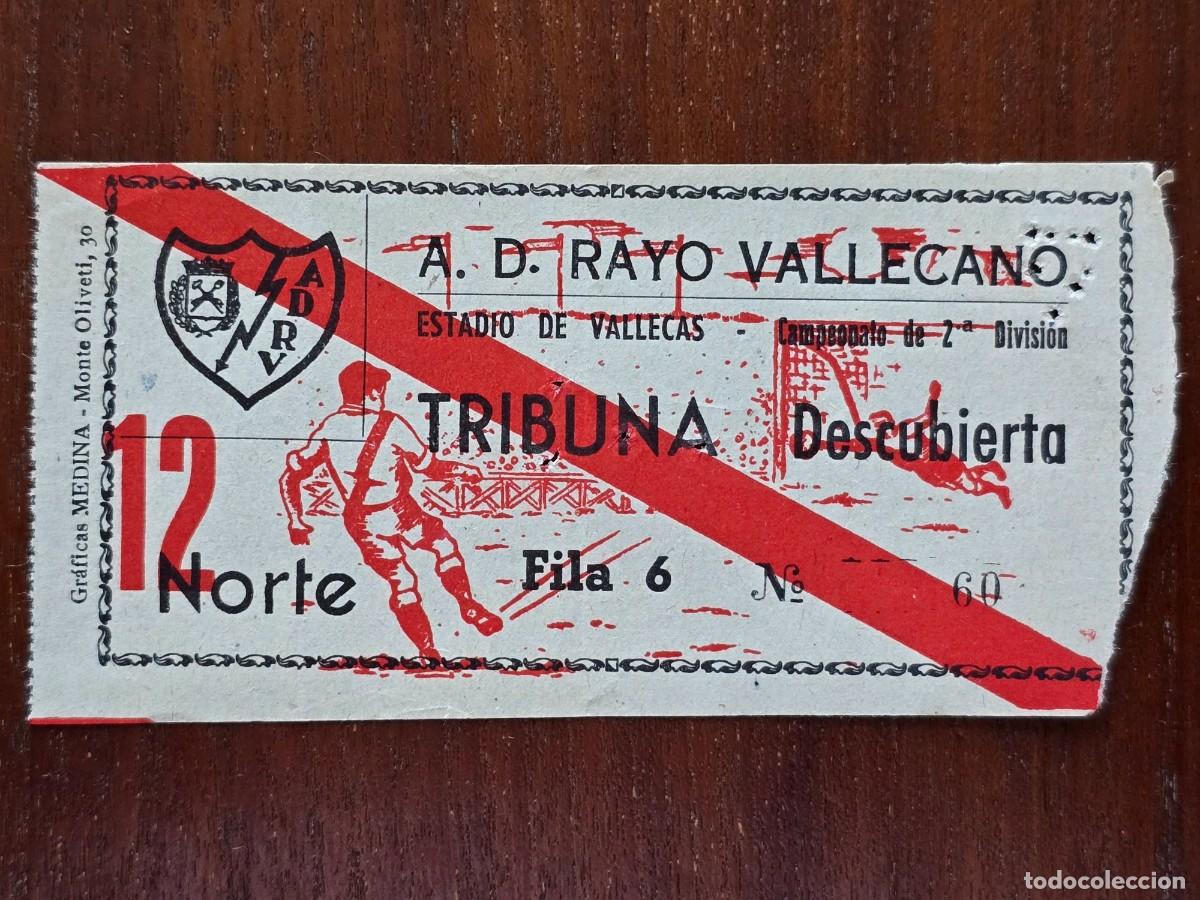 A. D. RAYO VALLECANO
ESTADIO DE VALLECAS - Campeonato de 2ª División
TRIBUNA Descubierta
12
Norte
Fila 6
Nº 60
A D R V
Gráficas MEDINA - Monte Oliveti, 30
todocoleccion